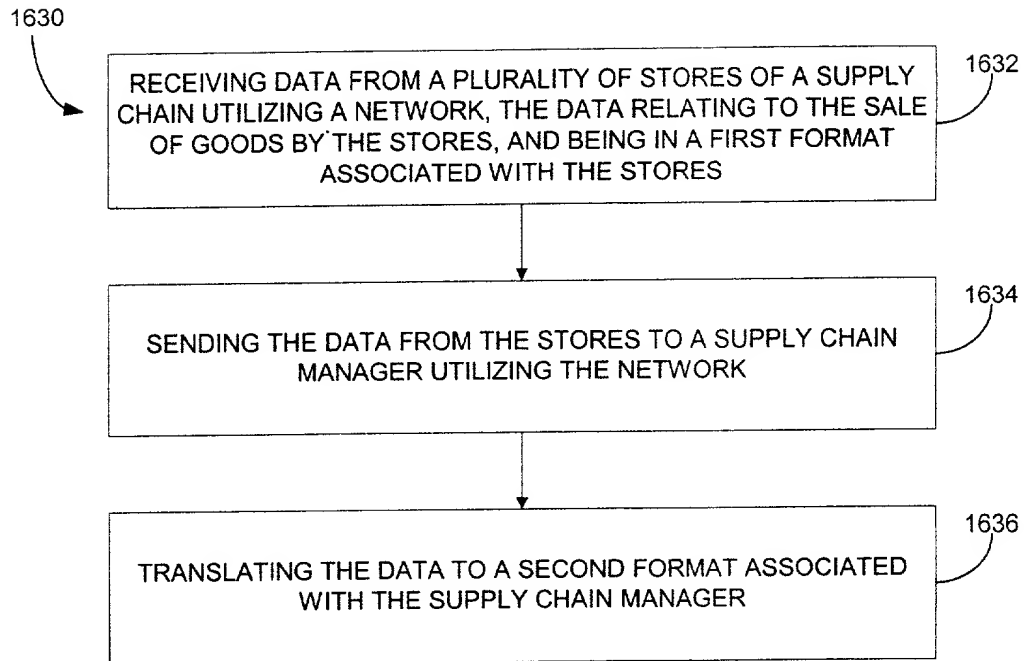 1630
1632
RECEIVING DATA FROM A PLURALITY OF STORES OF A SUPPLY
CHAIN UTILIZING A NETWORK, THE DATA RELATING TO THE SALE
OF GOODS BY THE STORES, AND BEING IN A FIRST FORMAT
ASSOCIATED WITH THE STORES
1634
SENDING THE DATA FROM THE STORES TO A SUPPLY CHAIN
MANAGER UTILIZING THE NETWORK
1636
TRANSLATING THE DATA TO A SECOND FORMAT ASSOCIATED
WITH THE SUPPLY CHAIN MANAGER